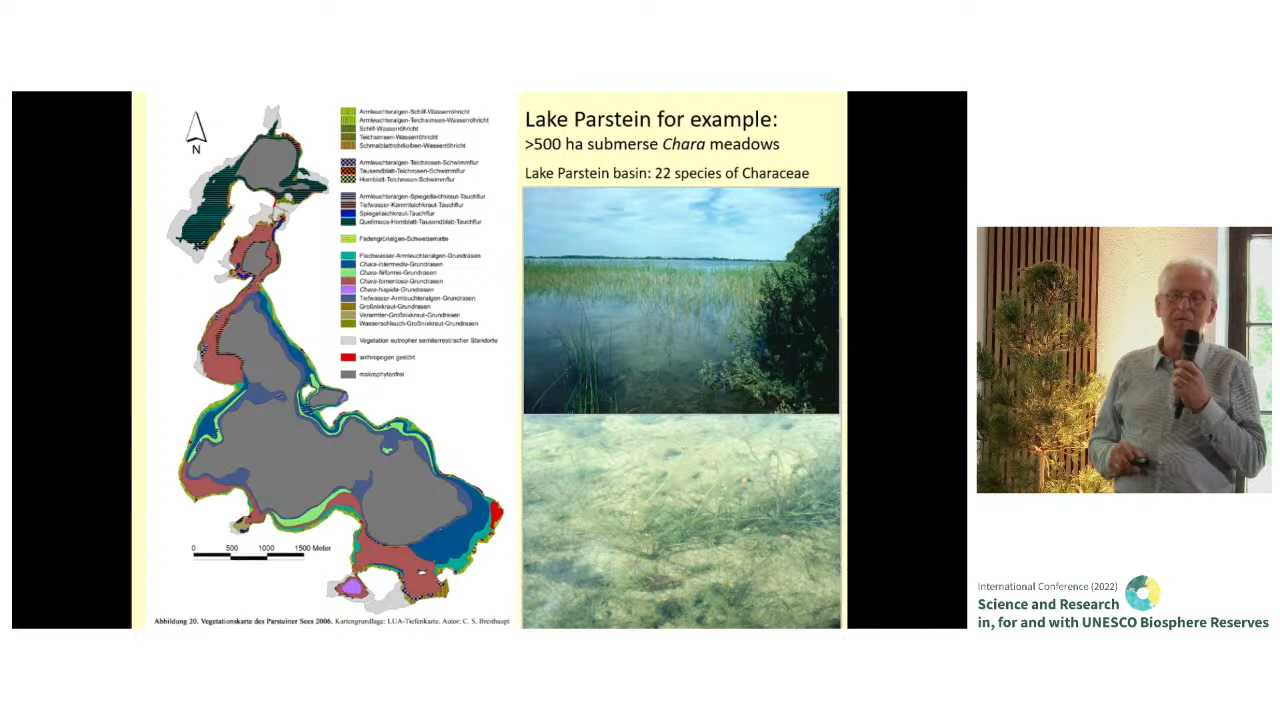 N
Armleuchteralgen-Schilf-Wasserröhricht
Armleuchteralgen-Teichsimsen-Wasserröhricht
Schilf-Wasserröhricht
Teichsimsen-Wasserröhricht
Schmalblattrohrkolben-Wasserröhricht
Armleuchteralgen-Teichrosen-Schwimmflur
Tausendblatt-Teichrosen-Schwimmflur
Hornblatt-Teichrosen-Schwimmflur
Armleuchteralgen-Spiegellaichkraut-Tauchflur
Tiefwasser-Kammlaichkraut-Tauchflur
Spiegellaichkraut-Tauchflur
Quellmoos-Hornblatt-Tausendblatt-Tauchflur
Fadengrünalgen-Schwebematte
Flachwasser-Armleuchteralgen-Grundrasen
Chara-intermedia-Grundrasen
Chara-filiformis-Grundrasen
Chara-tomentosa-Grundrasen
Chara-hispida-Grundrasen
Tiefwasser-Armleuchteralgen-Grundrasen
Großnixkraut-Grundrasen
Verarmter-Großnixkraut-Grundrasen
Wasserschlauch-Großnixkraut-Grundrasen
Vegetation eutropher semiterrestrischer Standorte
anthropogen gestört
makrophytenfrei
0 500 1000 1500 Meter
Abbildung 20. Vegetationskarte des Parsteiner Sees 2006. Kartengrundlage: LUA-Tiefenkarte. Autor: C. S. Breithaupt
Lake Parstein for example:
>500 ha submerse Chara meadows
Lake Parstein basin: 22 species of Characeae
International Conference (2022)
Science and Research
in, for and with UNESCO Biosphere Reserves